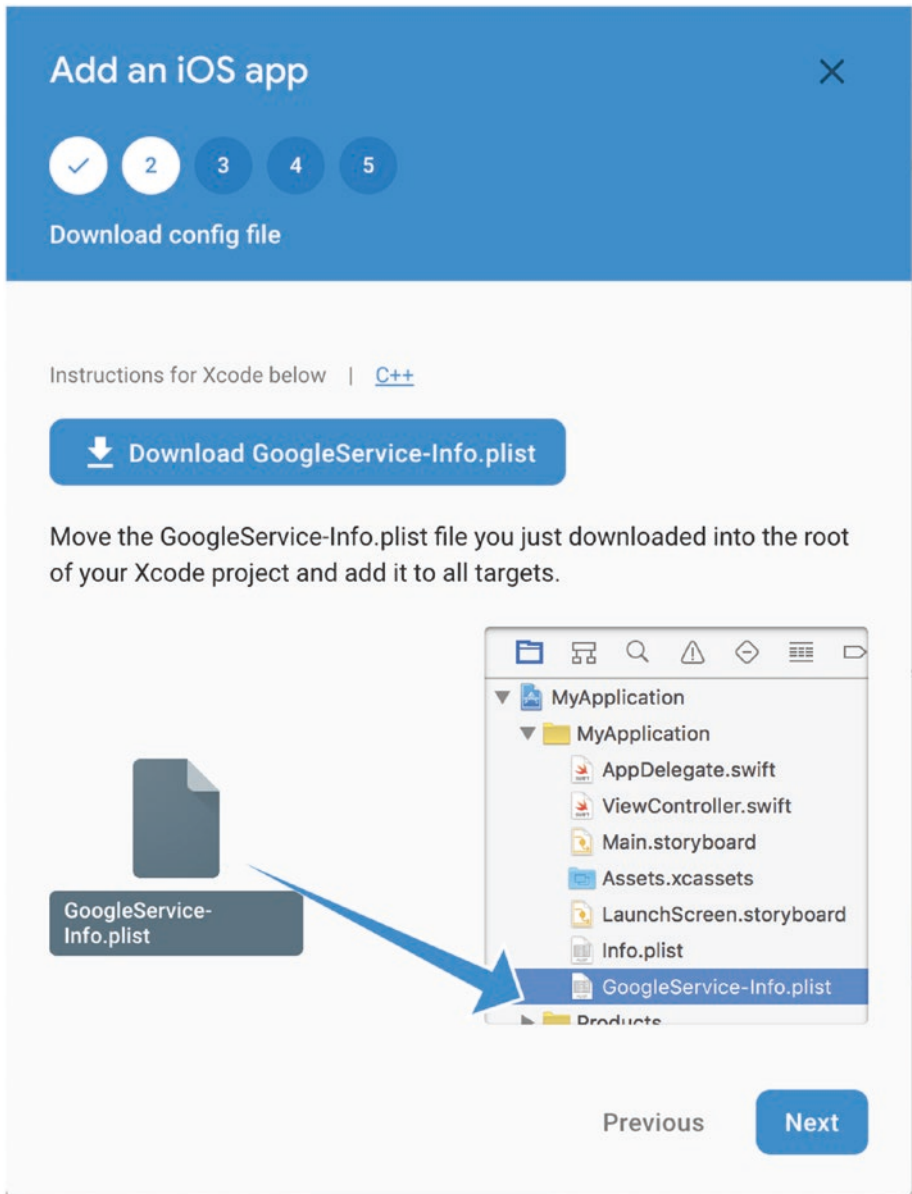 Add an iOS app
2 3 4 5
Download config file
Instructions for Xcode below | C++
Download GoogleService-Info.plist
Move the GoogleService-Info.plist file you just downloaded into the root
of your Xcode project and add it to all targets.
MyApplication
MyApplication
AppDelegate.swift
ViewController.swift
Main.storyboard
Assets.xcassets
LaunchScreen.storyboard
Info.plist
GoogleService-Info.plist
Products
GoogleService-
Info.plist
Previous Next